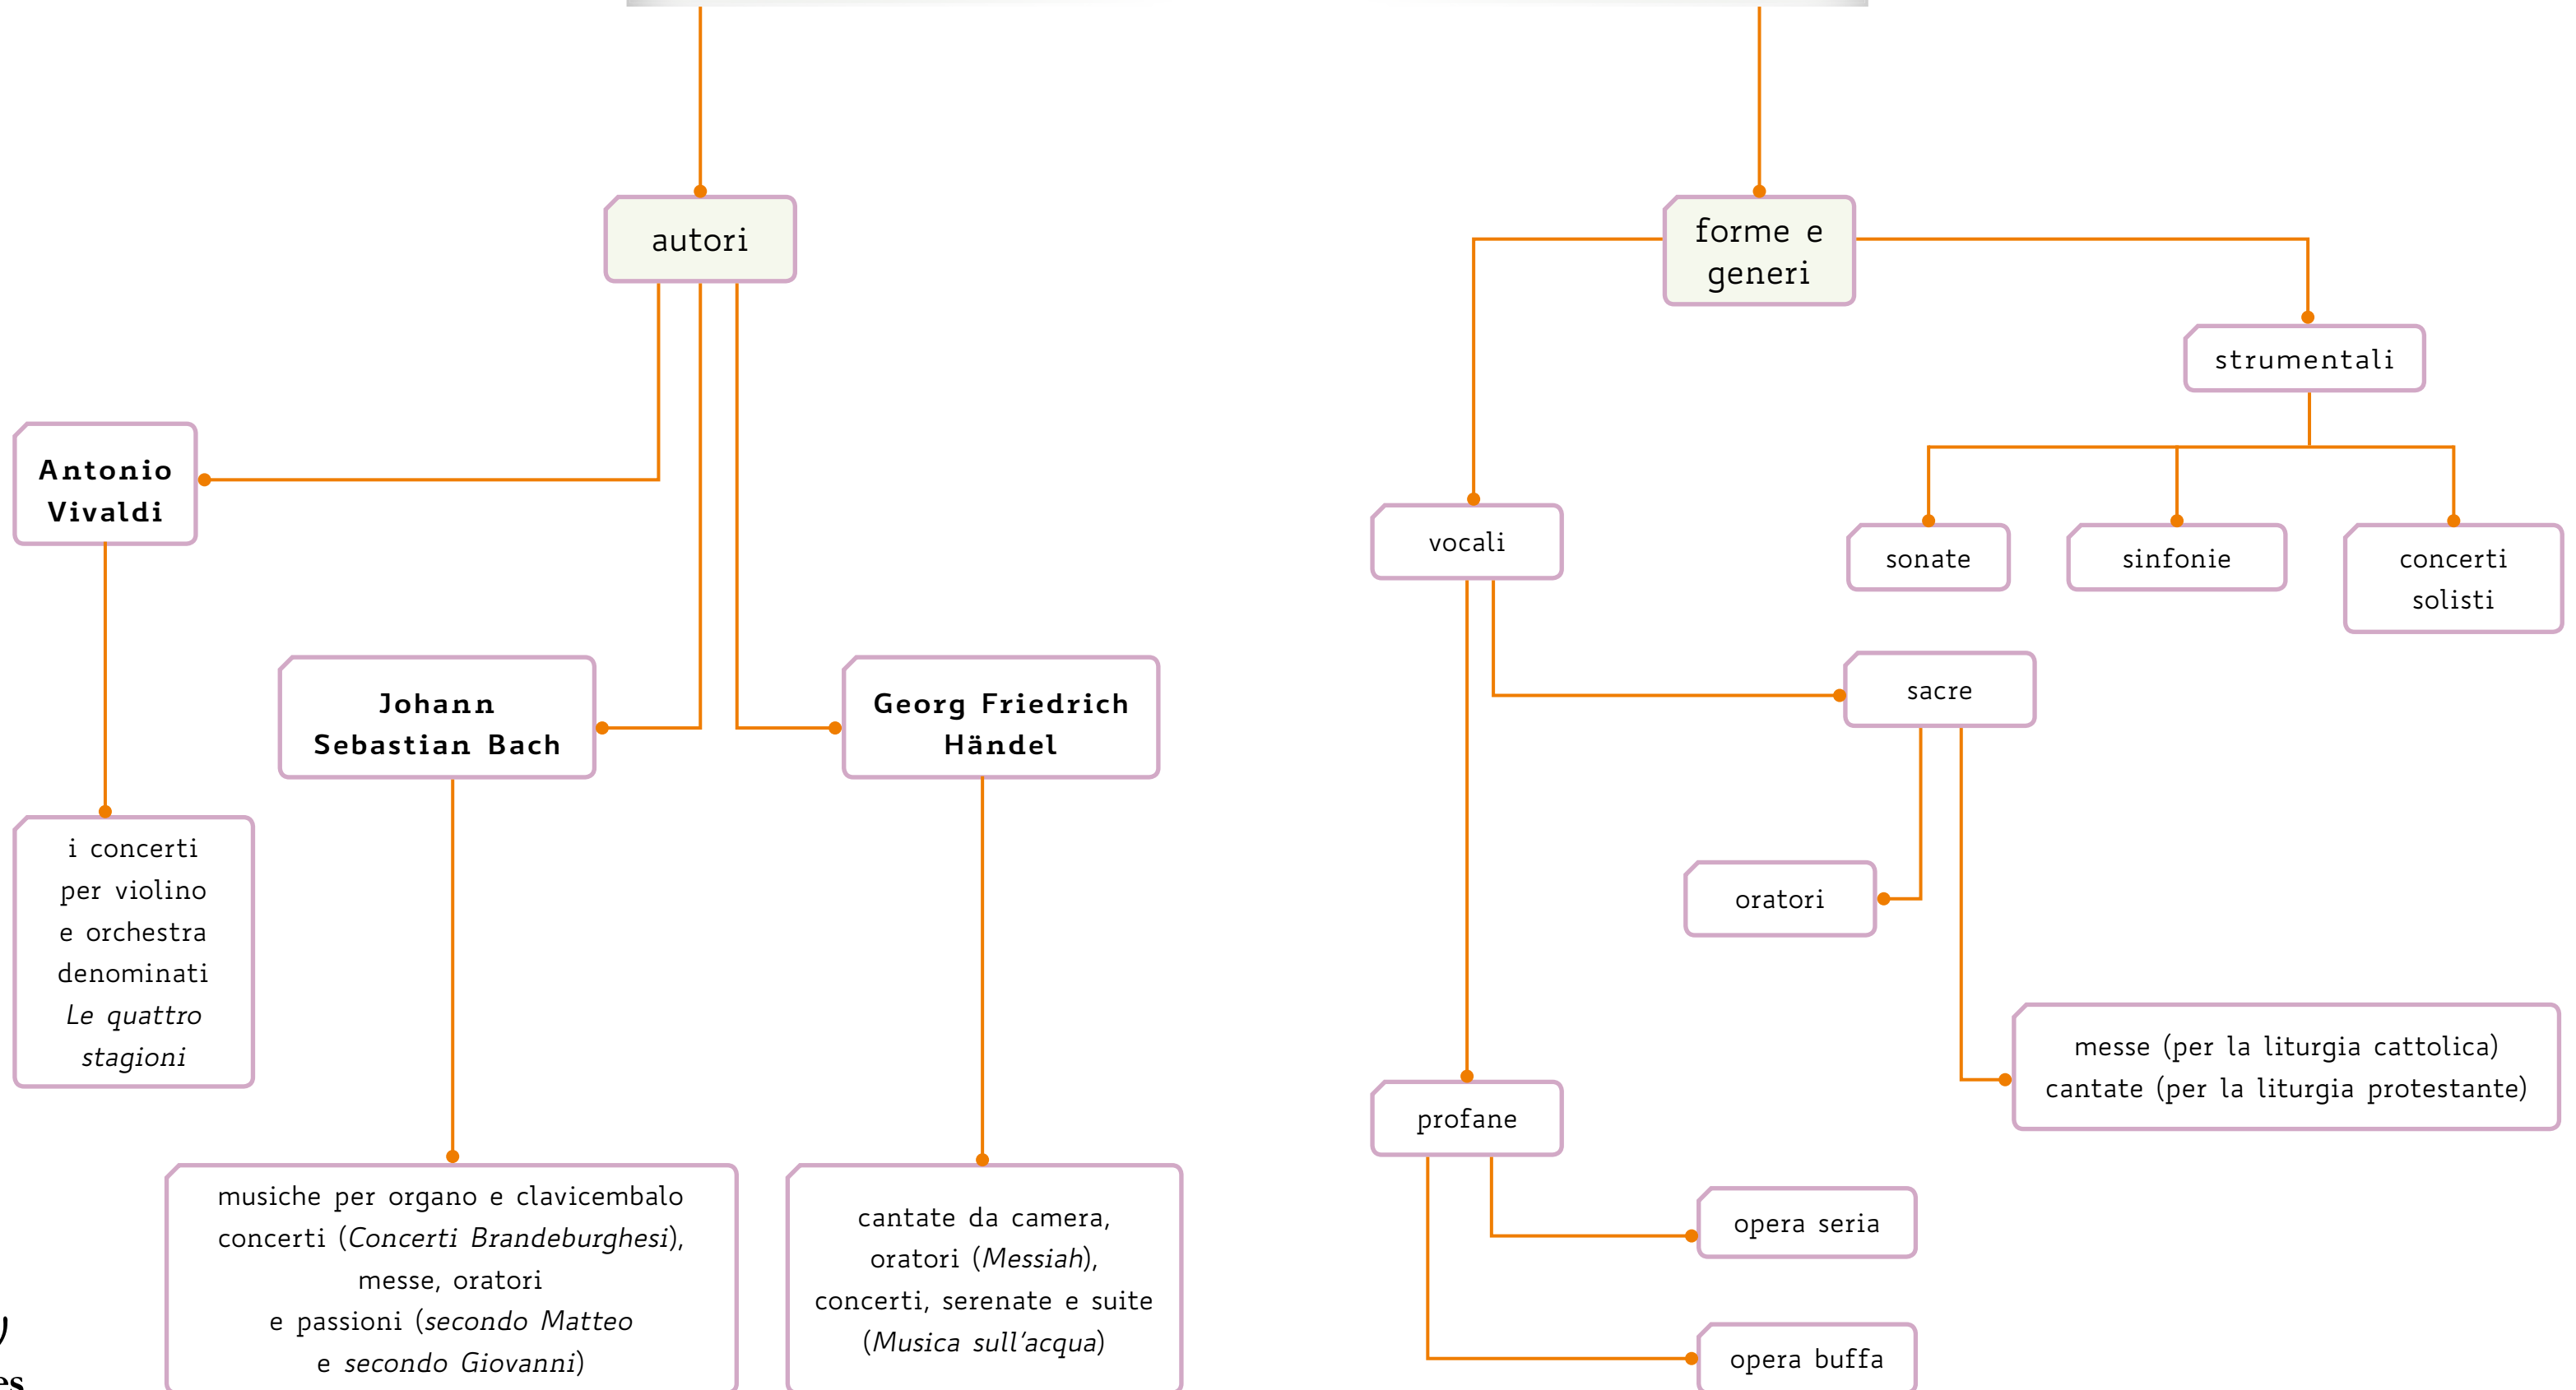 autori
forme e
generi
strumentali
Antonio
Vivaldi
vocali
sonate
sinfonie
concerti
solisti
Johann
Sebastian Bach
Georg Friedrich
Händel
sacre
i concerti
per violino
e orchestra
denominati
Le quattro
stagioni
oratori
messe (per la liturgia cattolica)
cantate (per la liturgia protestante)
profane
musiche per organo e clavicembalo
concerti (Concerti Brandeburghesi),
messe, oratori
e passioni (secondo Matteo
e secondo Giovanni)
cantate da camera,
oratori (Messiah),
concerti, serenate e suite
(Musica sull'acqua)
opera seria
opera buffa